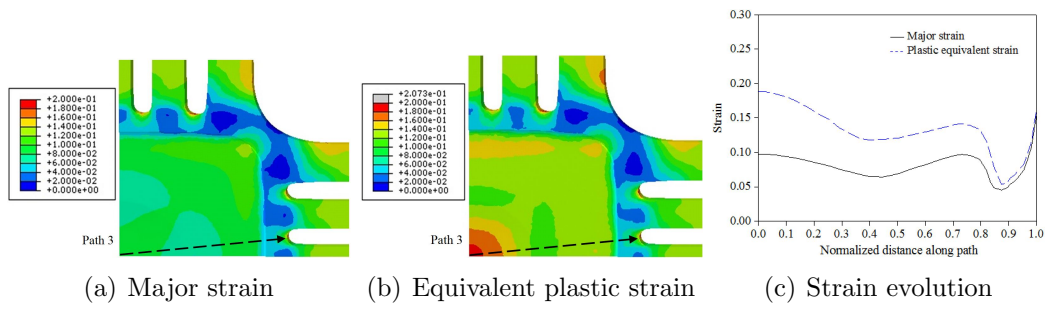 +2.000e-01
+1.800e-01
+1.600e-01
+1.400e-01
+1.200e-01
+1.000e-01
+8.000e-02
+6.000e-02
+4.000e-02
+2.000e-02
+0.000e+00
Path 3
(a) Major strain
+2.073e-01
+2.000e-01
+1.800e-01
+1.600e-01
+1.400e-01
+1.200e-01
+1.000e-01
+8.000e-02
+6.000e-02
+4.000e-02
+2.000e-02
+0.000e+00
Path 3
(b) Equivalent plastic strain
0.30
0.25
0.20
0.15
0.10
0.05
0.00
Strain
Major strain
Plastic equivalent strain
0.0 0.1 0.2 0.3 0.4 0.5 0.6 0.7 0.8 0.9 1.0
Normalized distance along path
(c) Strain evolution